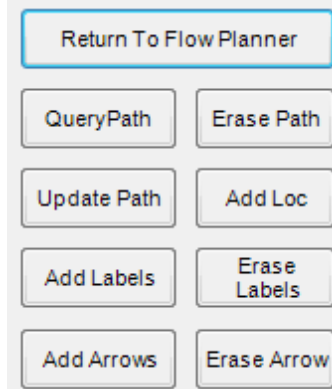 Return To Flow Planner
QueryPath
Erase Path
Update Path
Add Loc
Add Labels
Erase
Labels
Add Arrows
Erase Arrow